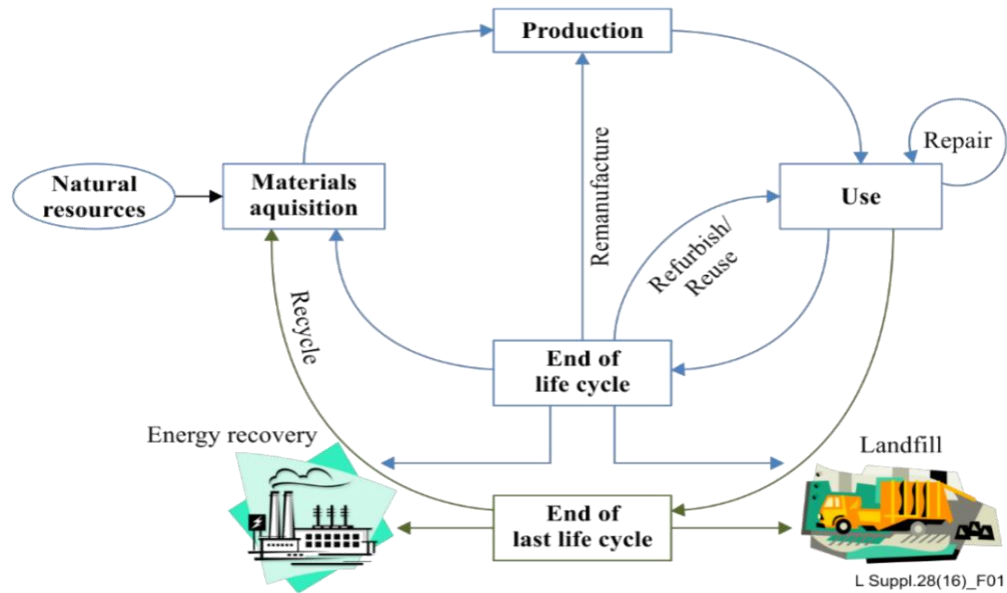 Production
Repair
Natural
resources
Materials
aquisition
Use
Remanufacture
Refurbish/
Reuse
Recycle
End of
life cycle
Energy recovery
Landfill
End of
last life cycle
L Suppl.28(16)_F01